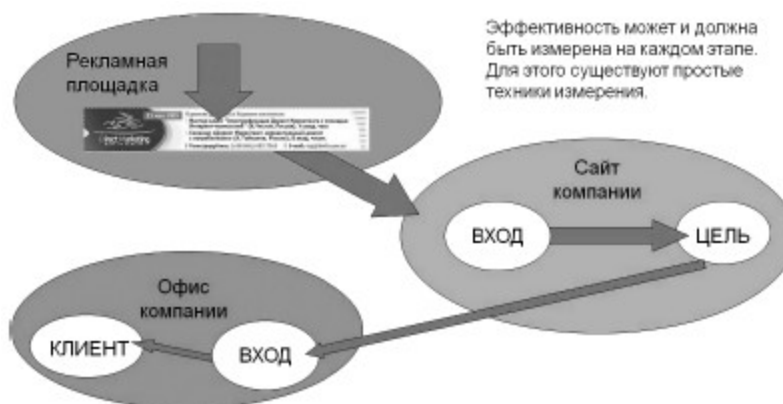 Эффективность может и должна
быть измерена на каждом этапе.
Для этого существуют простые
техники измерения.
Рекламная
площадка
Сайт
компании
ВХОД
ЦЕЛЬ
Офис
компании
КЛИЕНТ
ВХОД